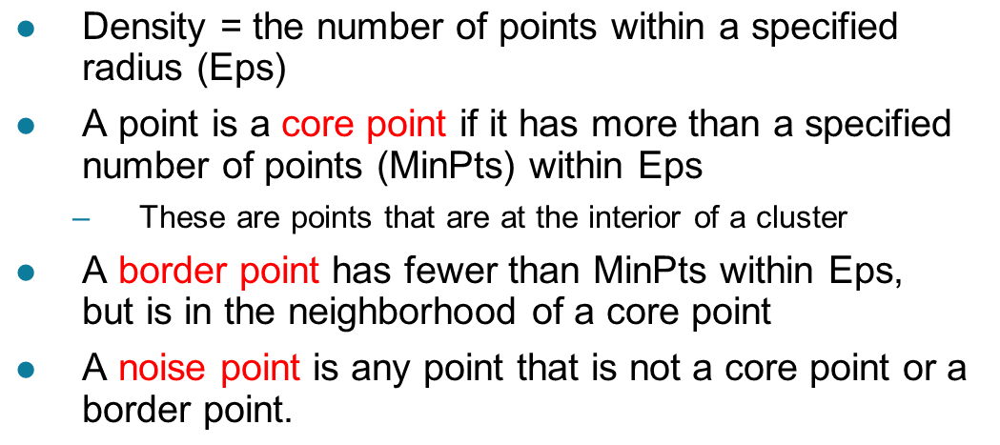 ● Density = the number of points within a specified
radius (Eps)
● A point is a core point if it has more than a specified
number of points (MinPts) within Eps
– These are points that are at the interior of a cluster
● A border point has fewer than MinPts within Eps,
but is in the neighborhood of a core point
● A noise point is any point that is not a core point or a
border point.